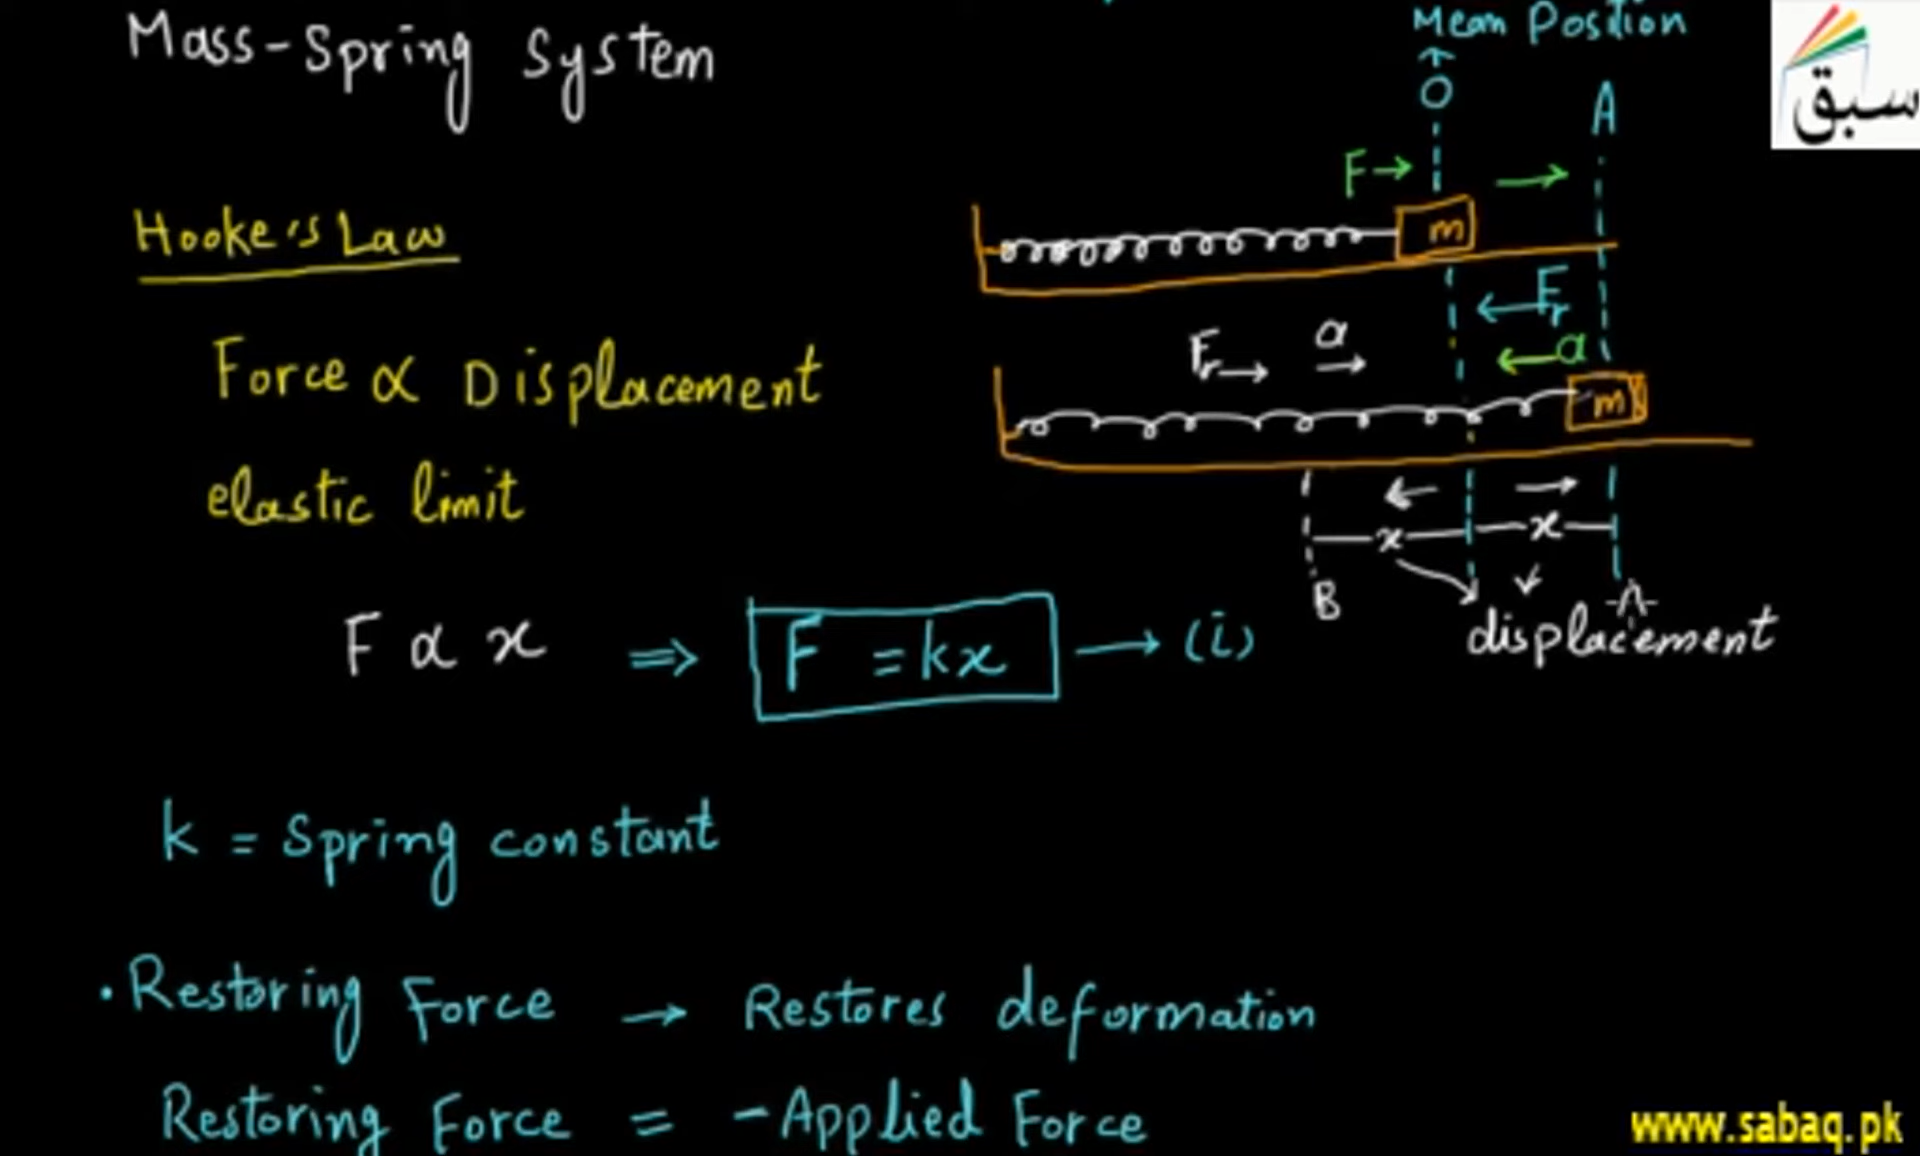 Mass-Spring System
Hooke's Law
Force ∝ Displacement
elastic limit
F ∝ x ⇒ F = kx → (i)
k = Spring constant
· Restoring Force → Restores deformation
Restoring Force = - Applied Force
Mean Position
↑
O
A
F→ →
m
←Fr
Fr→
a
→
←a
m
← →
x x
B
A
displacement
سبق
www.sabaq.pk